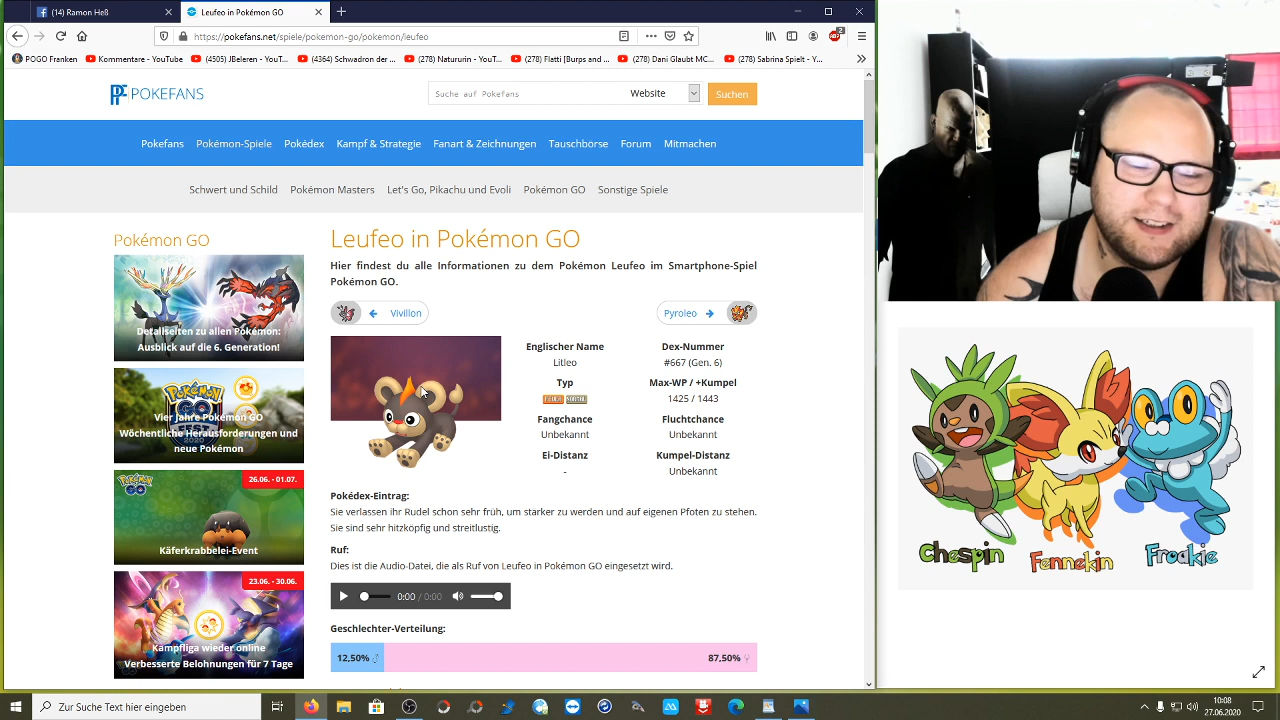 (14) Ramon Heß
Leufeo in Pokémon GO
https://pokefans.net/spiele/pokemon-go/pokemon/leufeo
POGO Franken
Kommentare - YouTube
(4505) JBeleren - YouT...
(4364) Schwadron der ...
(278) Natururin - YouT...
(278) Flatti [Burps and ...
(278) Dani Glaubt MC...
(278) Sabrina Spielt - Y...
POKEFANS
Suche auf Pokefans
Website
Suchen
Pokefans
Pokémon-Spiele
Pokédex
Kampf & Strategie
Fanart & Zeichnungen
Tauschbörse
Forum
Mitmachen
Schwert und Schild
Pokémon Masters
Let's Go, Pikachu und Evoli
Pokémon GO
Sonstige Spiele
Pokémon GO
Detailseiten zu allen Pokémon:
Ausblick auf die 6. Generation!
Vier Jahre Pokémon GO
Wöchentliche Herausforderungen und
neue Pokémon
26.06. - 01.07.
Käferkrabbelei-Event
23.06. - 30.06.
Kampfliga wieder online
Verbesserte Belohnungen für 7 Tage
Leufeo in Pokémon GO
Hier findest du alle Informationen zu dem Pokémon Leufeo im Smartphone-Spiel
Pokémon GO.
Vivillon
Pyroleo
Englischer Name
Litleo
Dex-Nummer
#667 (Gen. 6)
Typ
FEUER NORMAL
Max-WP / +Kumpel
1425 / 1443
Fangchance
Unbekannt
Fluchtchance
Unbekannt
Ei-Distanz
-
Kumpel-Distanz
Unbekannt
Pokédex-Eintrag:
Sie verlassen ihr Rudel schon sehr früh, um stärker zu werden und auf eigenen Pfoten zu stehen.
Sie sind sehr hitzköpfig und streitlustig.
Ruf:
Dies ist die Audio-Datei, die als Ruf von Leufeo in Pokémon GO eingesetzt wird.
0:00 / 0:00
Geschlechter-Verteilung:
12,50% ♂
87,50% ♀
Chespin
Fennekin
Froakie
Zur Suche Text hier eingeben
10:08
27.06.2020